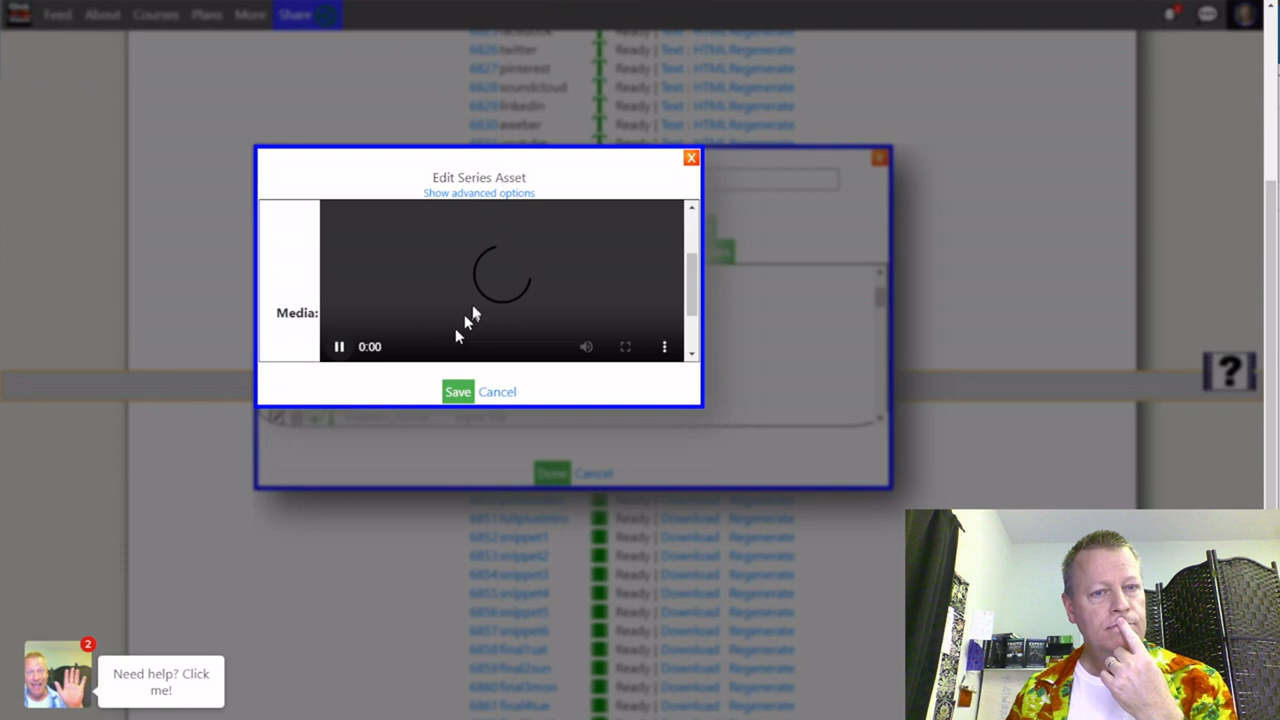 Feed About Courses Plans More Share
6826 twitter Ready | Text : HTML Regenerate
6827 pinterest Ready | Text : HTML Regenerate
6828 soundcloud Ready | Text : HTML Regenerate
6829 linkedin Ready | Text : HTML Regenerate
6830 aweber Ready | Text : HTML Regenerate
X
X
Edit Series Asset
Show advanced options
Media:
0:00
Save Cancel
?
Done Cancel
Ready | Download Regenerate
6851 fullplusintro Ready | Download Regenerate
6852 snippet1 Ready | Download Regenerate
6853 snippet2 Ready | Download Regenerate
6854 snippet3 Ready | Download Regenerate
6855 snippet4 Ready | Download Regenerate
6856 snippet5 Ready | Download Regenerate
6857 snippet6 Ready | Download Regenerate
6858 final1sat Ready | Download Regenerate
6859 final2sun Ready | Download Regenerate
6860 final3mon Ready | Download Regenerate
6861 final4tue Ready | Download Regenerate
2
Need help? Click
me!